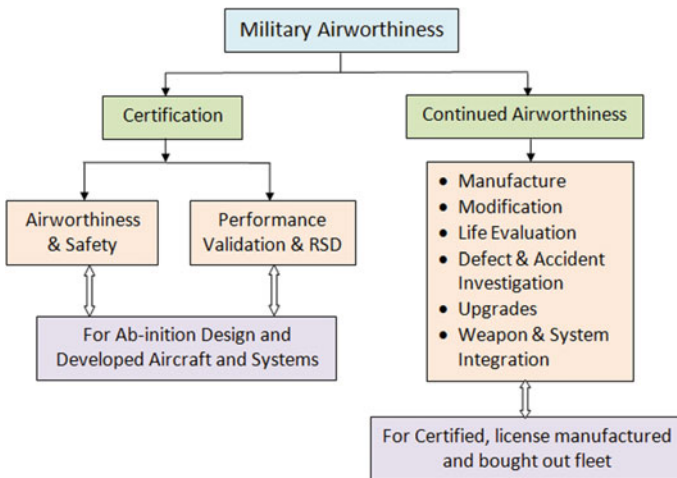 Military Airworthiness
Certification
Continued Airworthiness
Airworthiness
& Safety
Performance
Validation & RSD
For Ab-inition Design and
Developed Aircraft and Systems
• Manufacture
• Modification
• Life Evaluation
• Defect & Accident
Investigation
• Upgrades
• Weapon & System
Integration
For Certified, license manufactured
and bought out fleet